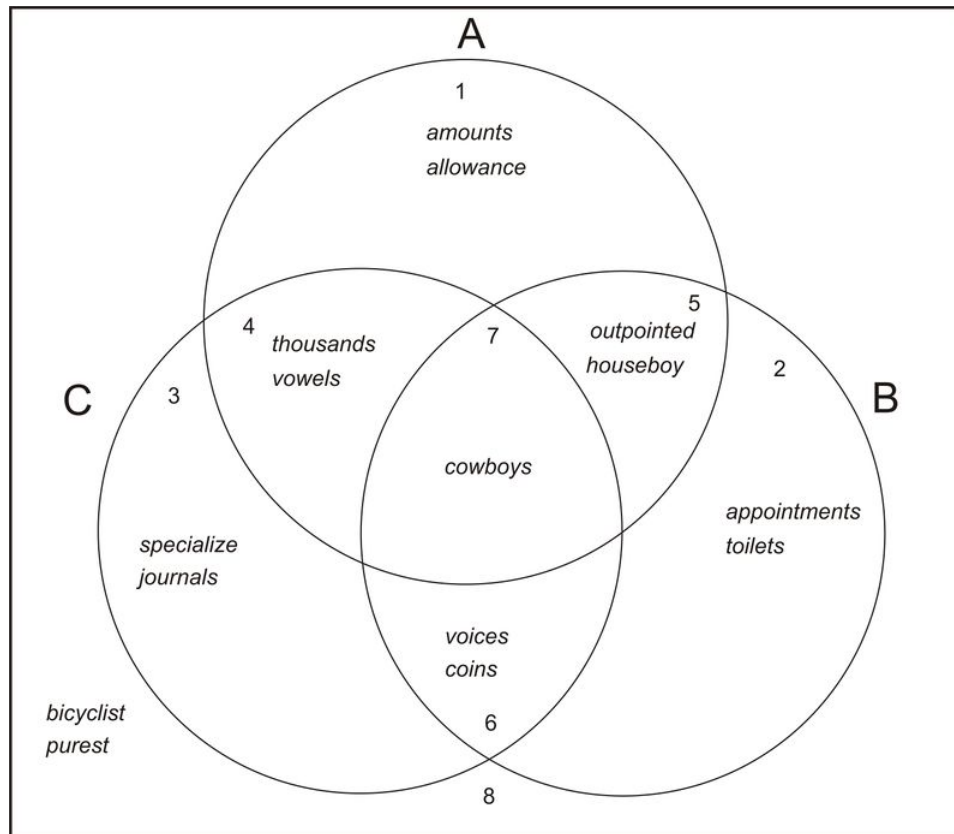 A
1
amounts
allowance
4
thousands
vowels
7
5
outpointed
houseboy
2
3
C
B
cowboys
specialize
journals
appointments
toilets
voices
coins
bicyclist
purest
6
8